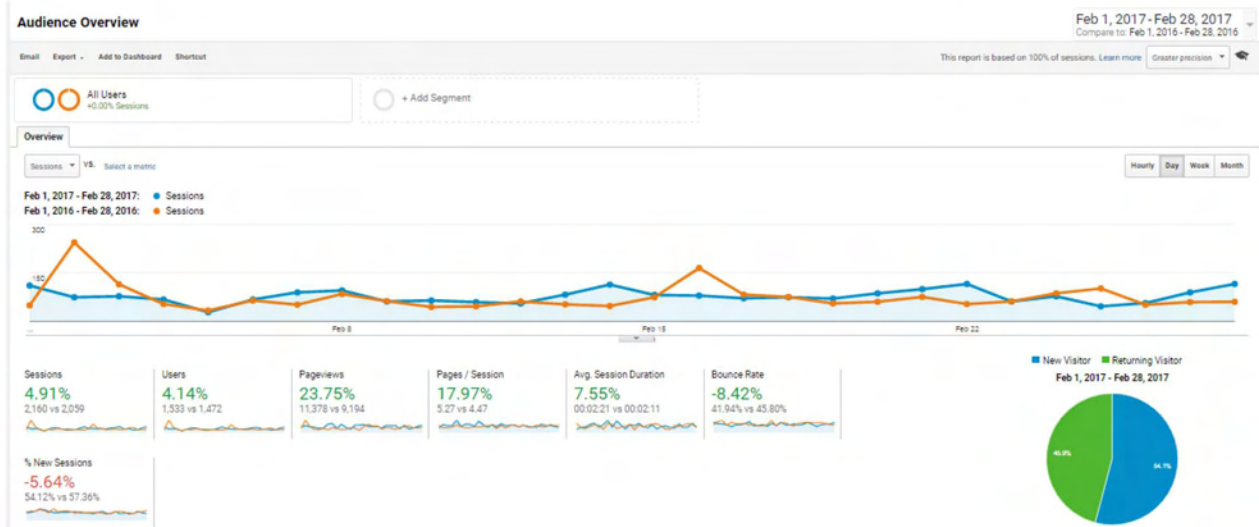 Audience Overview
Feb 1, 2017 - Feb 28, 2017
Compare to: Feb 1, 2016 - Feb 28, 2016
Email Export Add to Dashboard Shortcut
This report is based on 100% of sessions. Learn more Greater precision
All Users
+0.00% Sessions
+ Add Segment
Overview
Sessions VS. Select a metric
Hourly Day Week Month
Feb 1, 2017 - Feb 28, 2017: Sessions
Feb 1, 2016 - Feb 28, 2016: Sessions
300
150
... Feb 8 Feb 15 Feb 22
Sessions
4.91%
2,160 vs 2,059
Users
4.14%
1,533 vs 1,472
Pageviews
23.75%
11,378 vs 9,194
Pages / Session
17.97%
5.27 vs 4.47
Avg. Session Duration
7.55%
00:02:21 vs 00:02:11
Bounce Rate
-8.42%
41.94% vs 45.80%
% New Sessions
-5.64%
54.12% vs 57.36%
New Visitor Returning Visitor
Feb 1, 2017 - Feb 28, 2017
54.1%